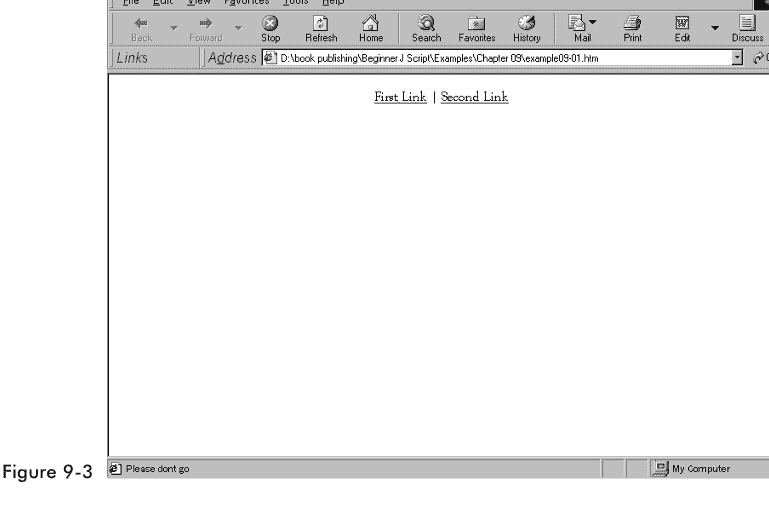 File Edit View Favorites Tools Help
Back Forward Stop Refresh Home Search Favorites History Mail Print Edit Discuss
Links Address D:\book publishing\Beginner J Script\Examples\Chapter 09\example09-01.htm
First Link | Second Link
Figure 9-3 Please dont go My Computer